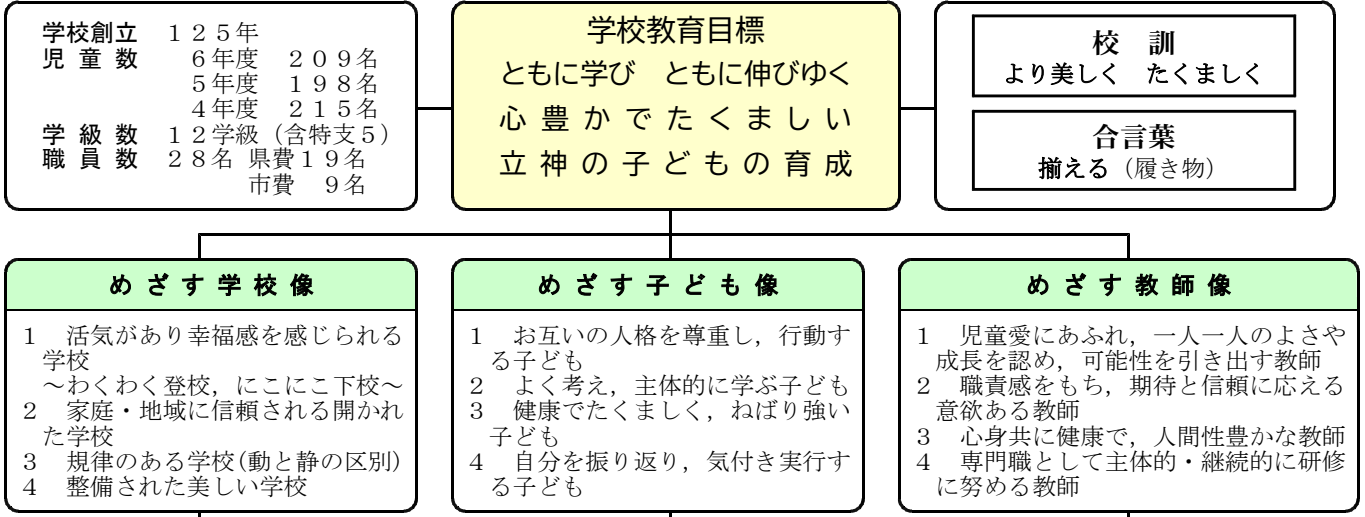 学校創立　１２５年
児 童 数　６年度　２０９名
５年度　１９８名
４年度　２１５名
学 級 数　１２学級（含特支５）
職 員 数　２８名 県費１９名
市費　９名
学校教育目標
ともに学び　ともに伸びゆく
心 豊 か で た く ま し い
立 神 の 子 ど も の 育 成
校　訓
より美しく　たくましく
合言葉
揃える（履き物）
め ざ す 学 校 像
１　活気があり幸福感を感じられる
学校
～わくわく登校，にこにこ下校～
２　家庭・地域に信頼される開かれ
た学校
３　規律のある学校(動と静の区別)
４　整備された美しい学校
め ざ す 子 ど も 像
１　お互いの人格を尊重し，行動す
る子ども
２　よく考え，主体的に学ぶ子ども
３　健康でたくましく，ねばり強い
子ども
４　自分を振り返り，気付き実行す
る子ども
め ざ す 教 師 像
１　児童愛にあふれ，一人一人のよさや
成長を認め，可能性を引き出す教師
２　職責感をもち，期待と信頼に応える
意欲ある教師
３　心身共に健康で，人間性豊かな教師
４　専門職として主体的・継続的に研修
に努める教師